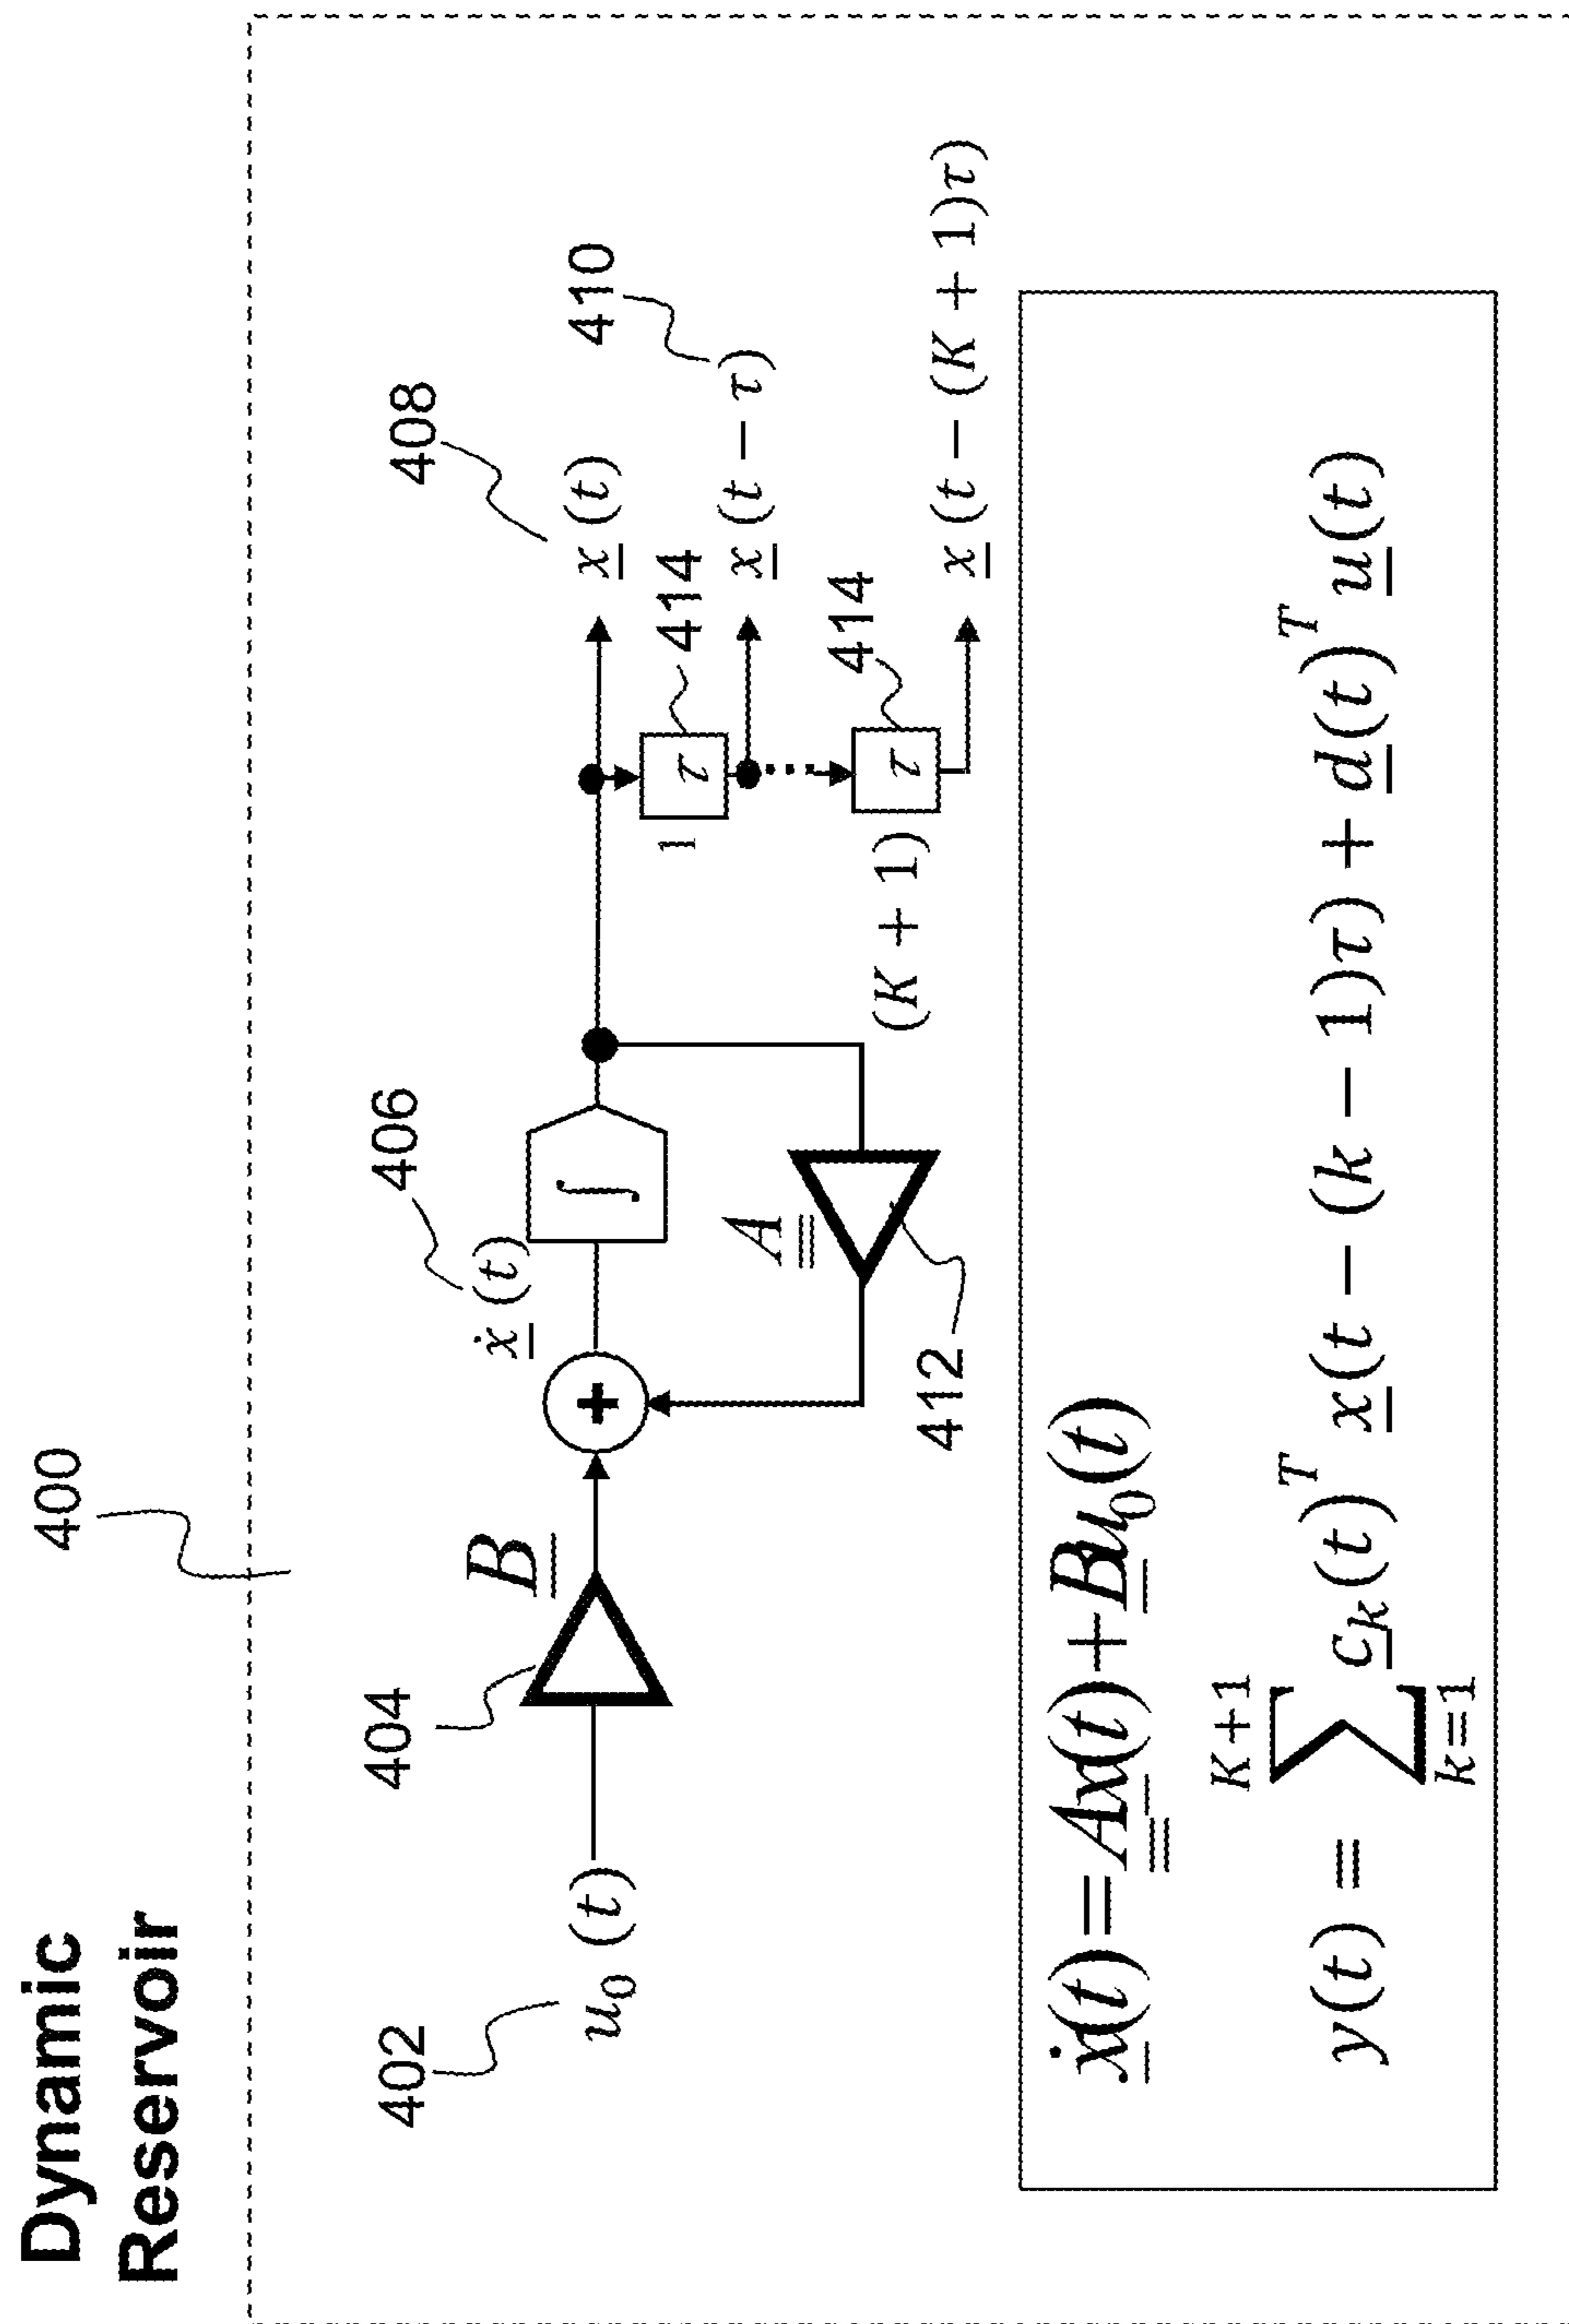 Dynamic
Reservoir
400
402
404
406
408
410
u₀ (t)
B
ẋ (t)
∫
x (t)
+
A
412
1
τ
414
x (t − τ)
(K + 1)
τ
414
x (t − (K + 1)τ)
ẋ(t)=Ax(t)+Bu₀(t)
y(t) = ∑_{k=1}^{K+1} c_k(t)^T x(t − (k − 1)τ) + d(t)^T u(t)